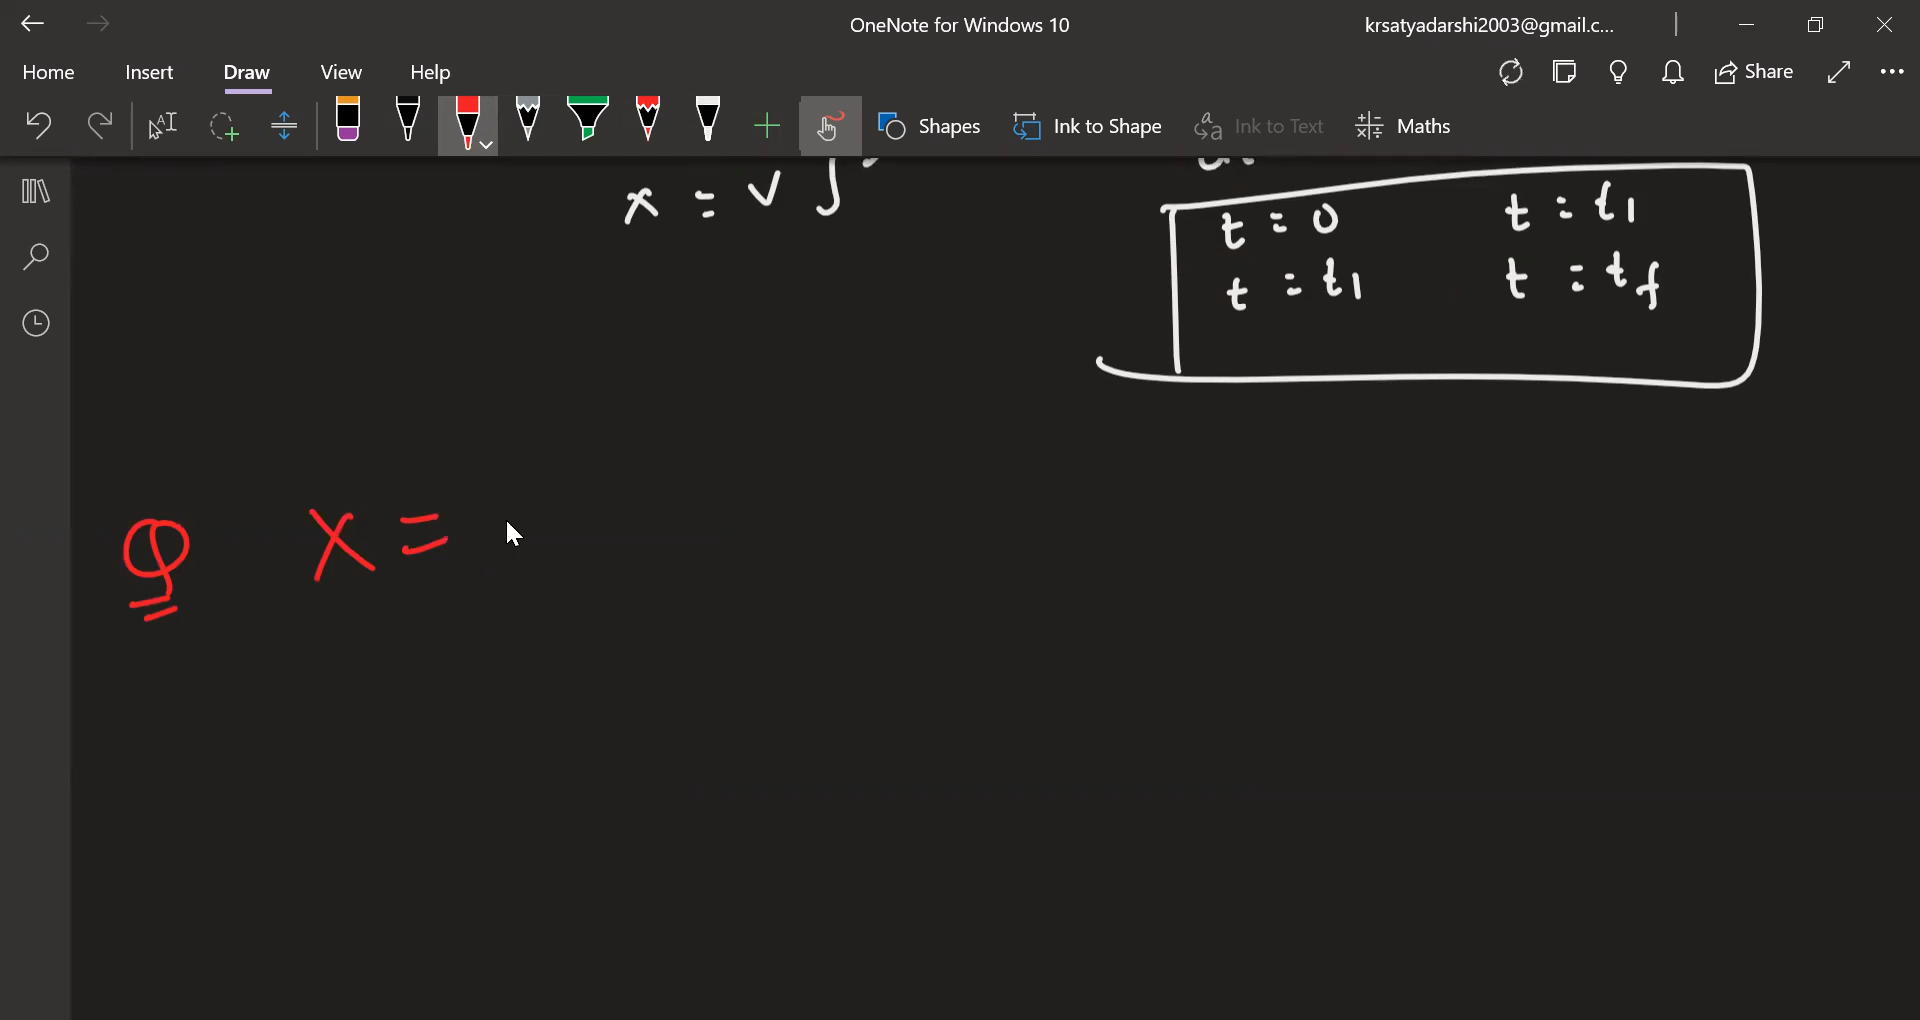 OneNote for Windows 10 krsatyadarshi2003@gmail.c...
Home Insert Draw View Help Share
Shapes Ink to Shape Ink to Text Maths
x = v ∫
t = 0 t = t1
t = t1 t = tf
Q X =